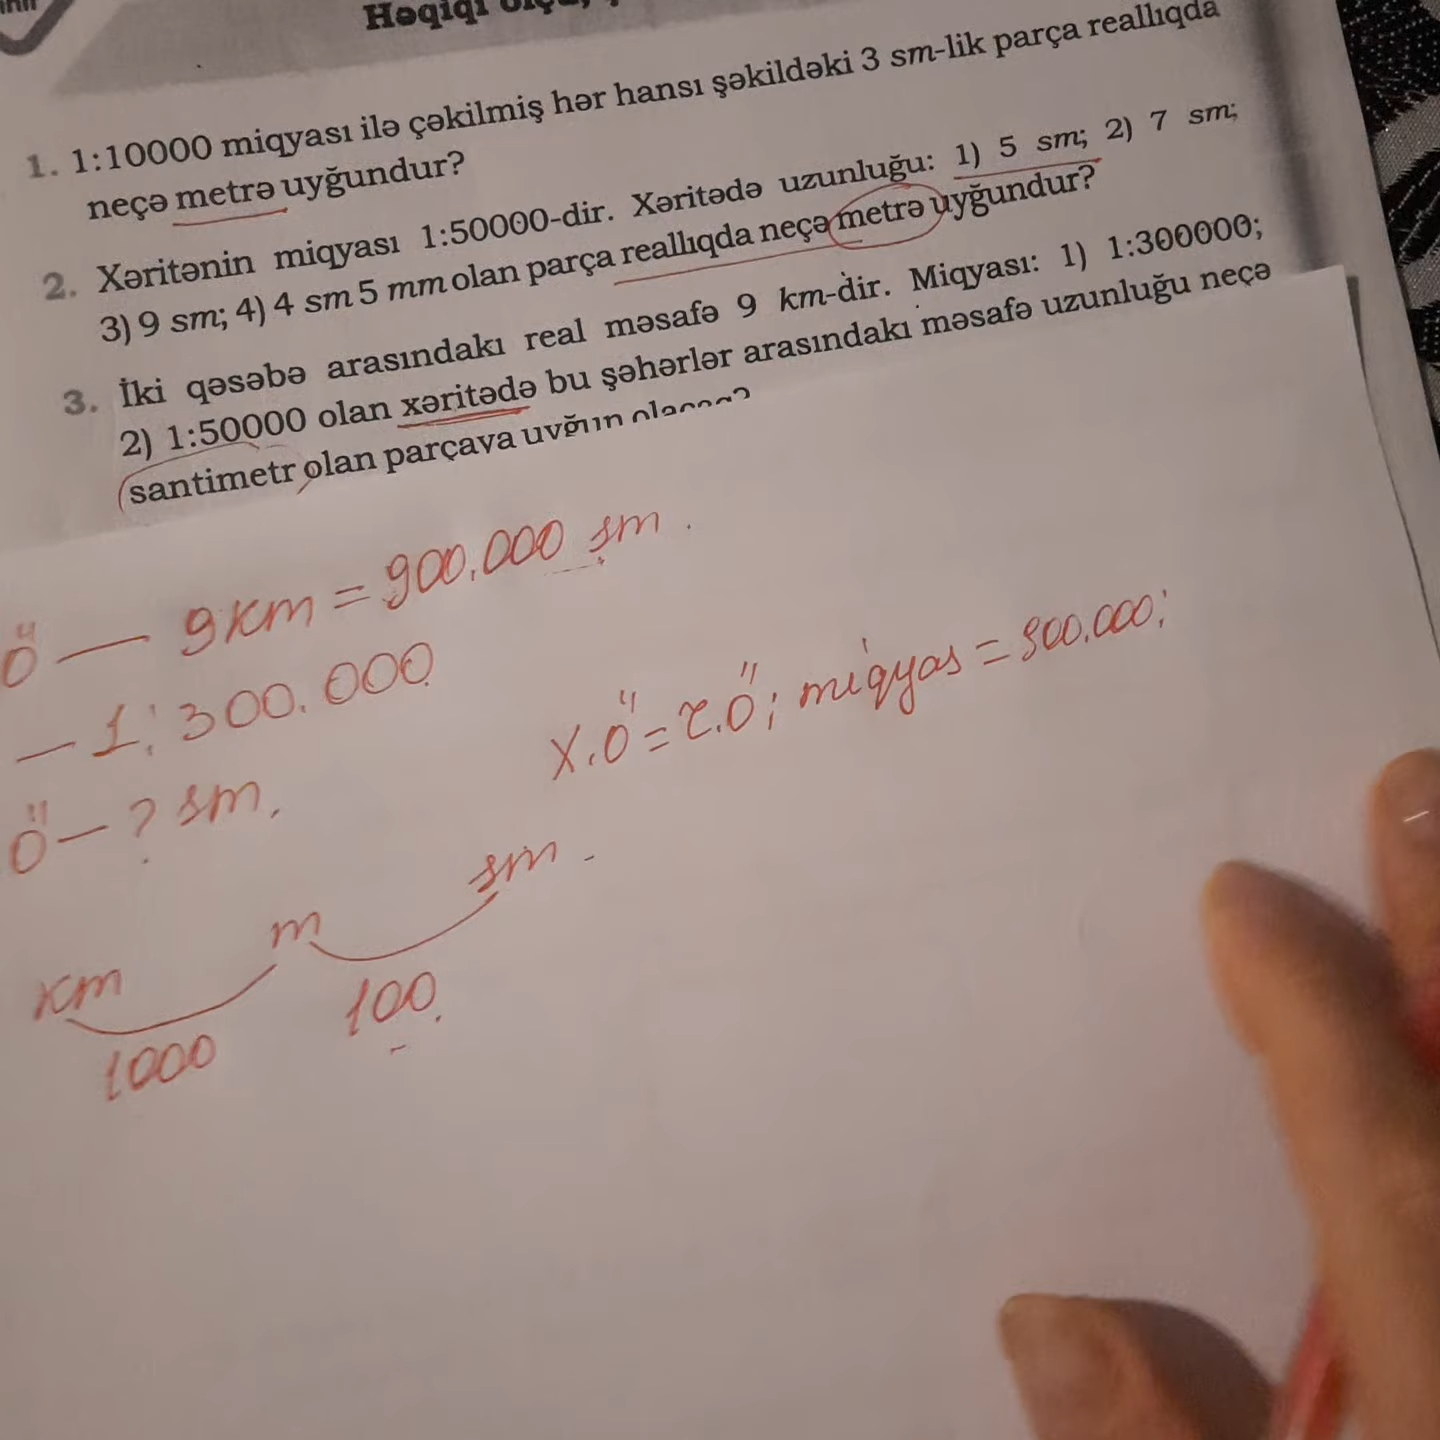 Həqiqi
1. 1:10000 miqyası ilə çəkilmiş hər hansı şəkildəki 3 sm-lik parça reallıqda
neçə metrə uyğundur?
2. Xəritənin miqyası 1:50000-dir. Xəritədə uzunluğu: 1) 5 sm; 2) 7 sm;
3) 9 sm; 4) 4 sm 5 mm olan parça reallıqda neçə metrə uyğundur?
3. İki qəsəbə arasındakı real məsafə 9 km-dir. Miqyası: 1) 1:300000;
2) 1:50000 olan xəritədə bu şəhərlər arasındakı məsafə uzunluğu neçə
santimetr olan parçaya uyğun olacaq?
Ö — 9 km = 900.000 sm.
— 1:300.000
X.Ö = R.Ö; miqyas = 900.000:
Ö — ? sm.
km m sm
1000 100